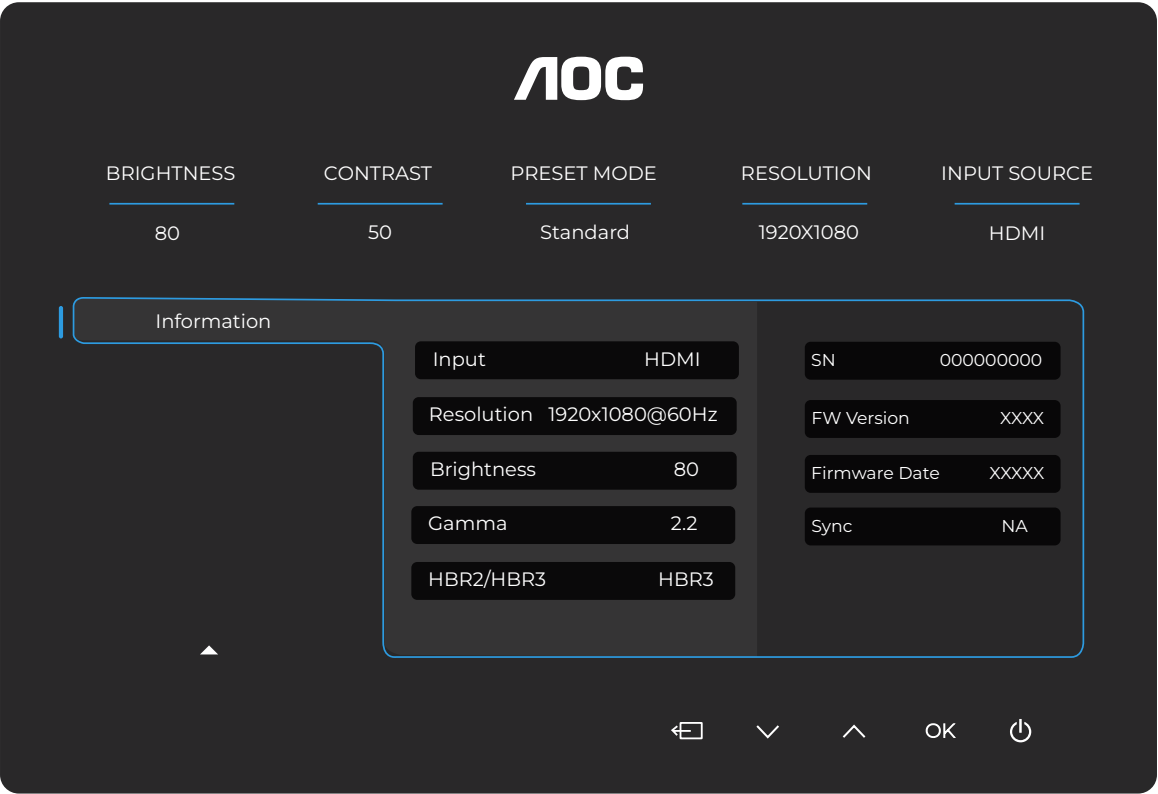 AOC
BRIGHTNESS CONTRAST PRESET MODE RESOLUTION INPUT SOURCE
80 50 Standard 1920X1080 HDMI
Information
Input HDMI
Resolution 1920x1080@60Hz
Brightness 80
Gamma 2.2
HBR2/HBR3 HBR3
SN 000000000
FW Version XXXX
Firmware Date XXXXX
Sync NA
OK